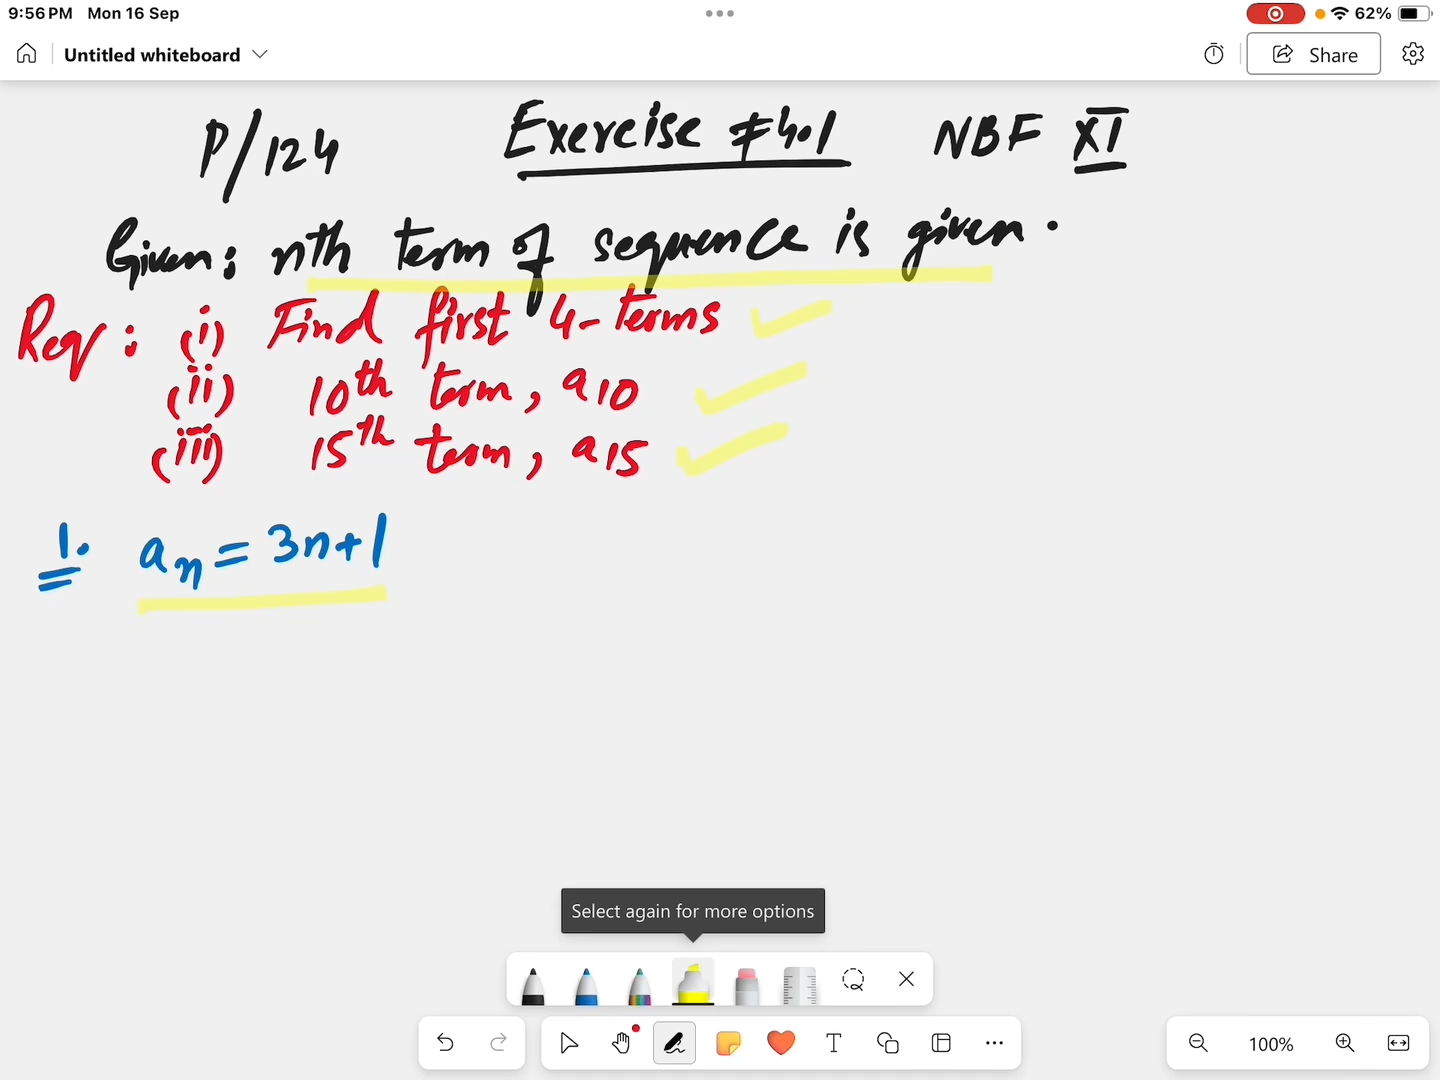 9:56 PM Mon 16 Sep
62%
Untitled whiteboard
Share
P/124 Exercise #4.1 NBF XI
Given: nth term of sequence is given.
Req: (i) Find first 4-terms
(ii) 10th term, a10
(iii) 15th term, a15
1. an = 3n+1
Select again for more options
T
100%